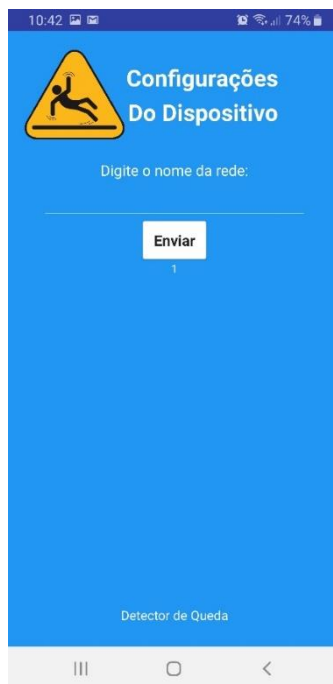 10:42 74%
Configurações
Do Dispositivo
Digite o nome da rede:
Enviar
1
Detector de Queda